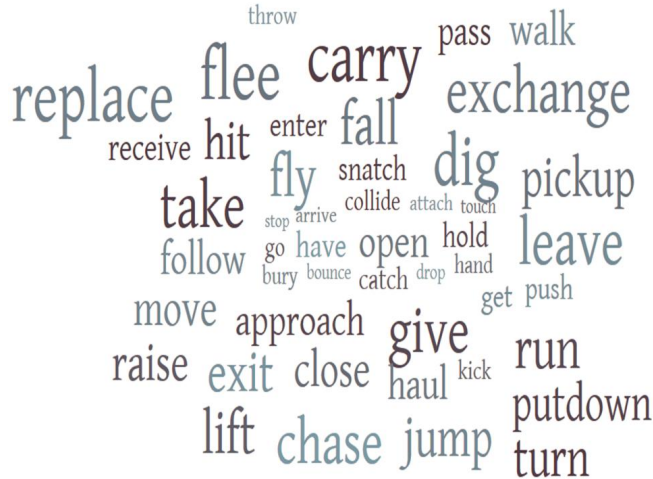 throw
pass walk
replace flee carry exchange
receive hit enter fall
take fly snatch dig pickup
collide attach touch
stop arrive
follow go have open hold leave
bury bounce catch drop hand
move get push
approach give run
raise exit close haul kick
putdown
lift chase jump turn